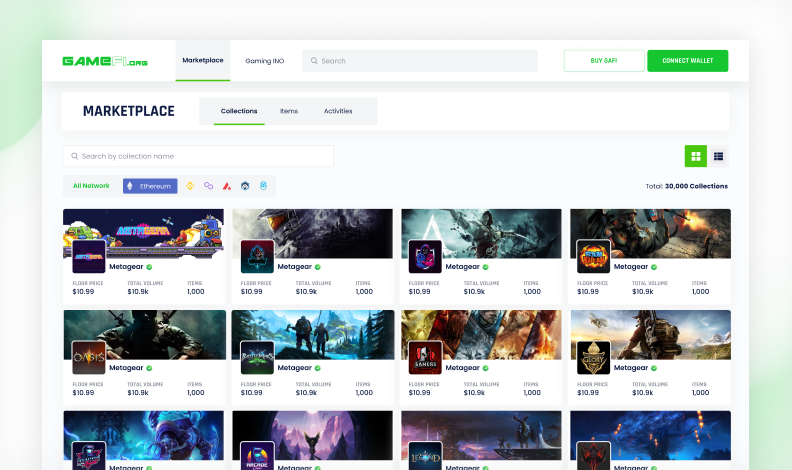 GAMEFI.ORG
Marketplace
Gaming INO
Search
BUY GAFI
CONNECT WALLET
MARKETPLACE
Collections
Items
Activities
Search by collection name
All Network
Ethereum
Total: 30,000 Collections
METAGEAR
Metagear
Metagear
Metagear
Metagear
FLOOR PRICE TOTAL VOLUME ITEMS
$10.99 $10.9k 1,000
FLOOR PRICE TOTAL VOLUME ITEMS
$10.99 $10.9k 1,000
FLOOR PRICE TOTAL VOLUME ITEMS
$10.99 $10.9k 1,000
FLOOR PRICE TOTAL VOLUME ITEMS
$10.99 $10.9k 1,000
OASIS
GAMERS
GLORY
Metagear
Metagear
Metagear
Metagear
FLOOR PRICE TOTAL VOLUME ITEMS
$10.99 $10.9k 1,000
FLOOR PRICE TOTAL VOLUME ITEMS
$10.99 $10.9k 1,000
FLOOR PRICE TOTAL VOLUME ITEMS
$10.99 $10.9k 1,000
FLOOR PRICE TOTAL VOLUME ITEMS
$10.99 $10.9k 1,000
ARCADE
LEGEND
Metagear
Metagear
Metagear
Metagear